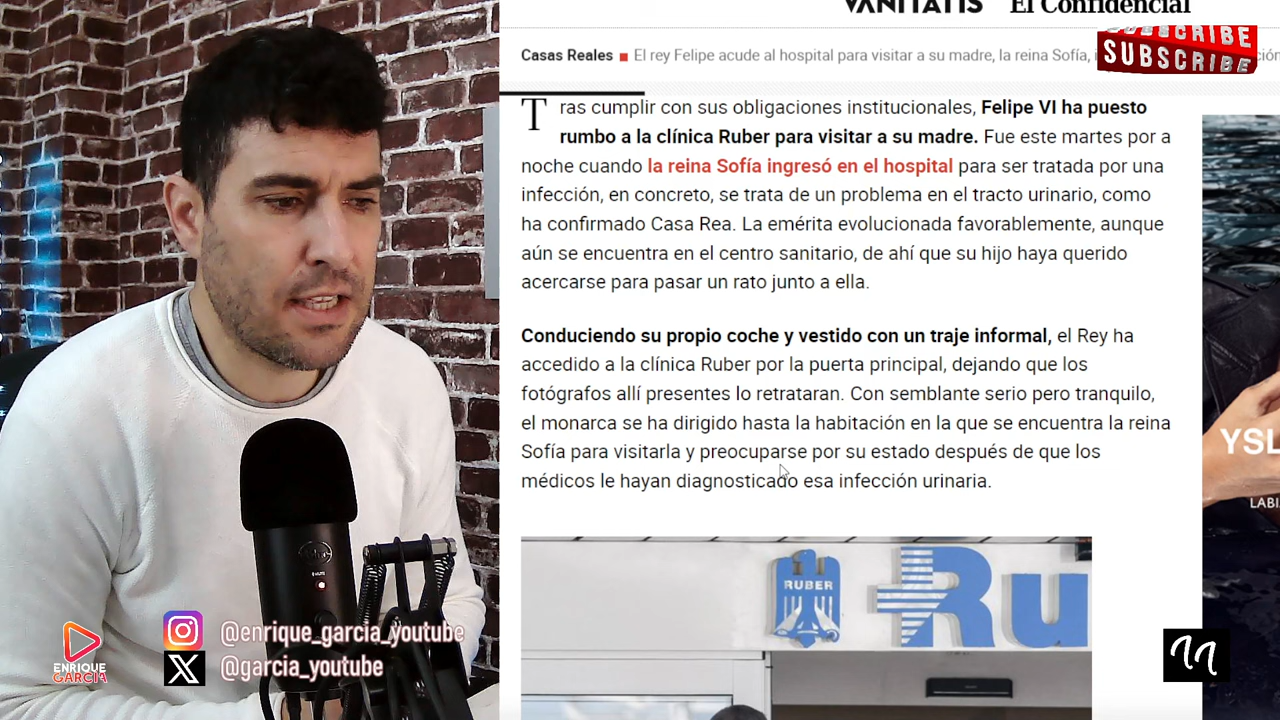 VANITATIS El Confidencial
SUBSCRIBE
SUBSCRIBE
Casas Reales El rey Felipe acude al hospital para visitar a su madre, la reina Sofía,
Tras cumplir con sus obligaciones institucionales, Felipe VI ha puesto
rumbo a la clínica Ruber para visitar a su madre. Fue este martes por a
noche cuando la reina Sofía ingresó en el hospital para ser tratada por una
infección, en concreto, se trata de un problema en el tracto urinario, como
ha confirmado Casa Rea. La emérita evolucionada favorablemente, aunque
aún se encuentra en el centro sanitario, de ahí que su hijo haya querido
acercarse para pasar un rato junto a ella.
Conduciendo su propio coche y vestido con un traje informal, el Rey ha
accedido a la clínica Ruber por la puerta principal, dejando que los
fotógrafos allí presentes lo retrataran. Con semblante serio pero tranquilo,
el monarca se ha dirigido hasta la habitación en la que se encuentra la reina
Sofía para visitarla y preocuparse por su estado después de que los
médicos le hayan diagnosticado esa infección urinaria.
YSL
LABI
RUBER
Ru
blue
@enrique_garcia_youtube
@garcia_youtube
ENRIQUE
GARCIA